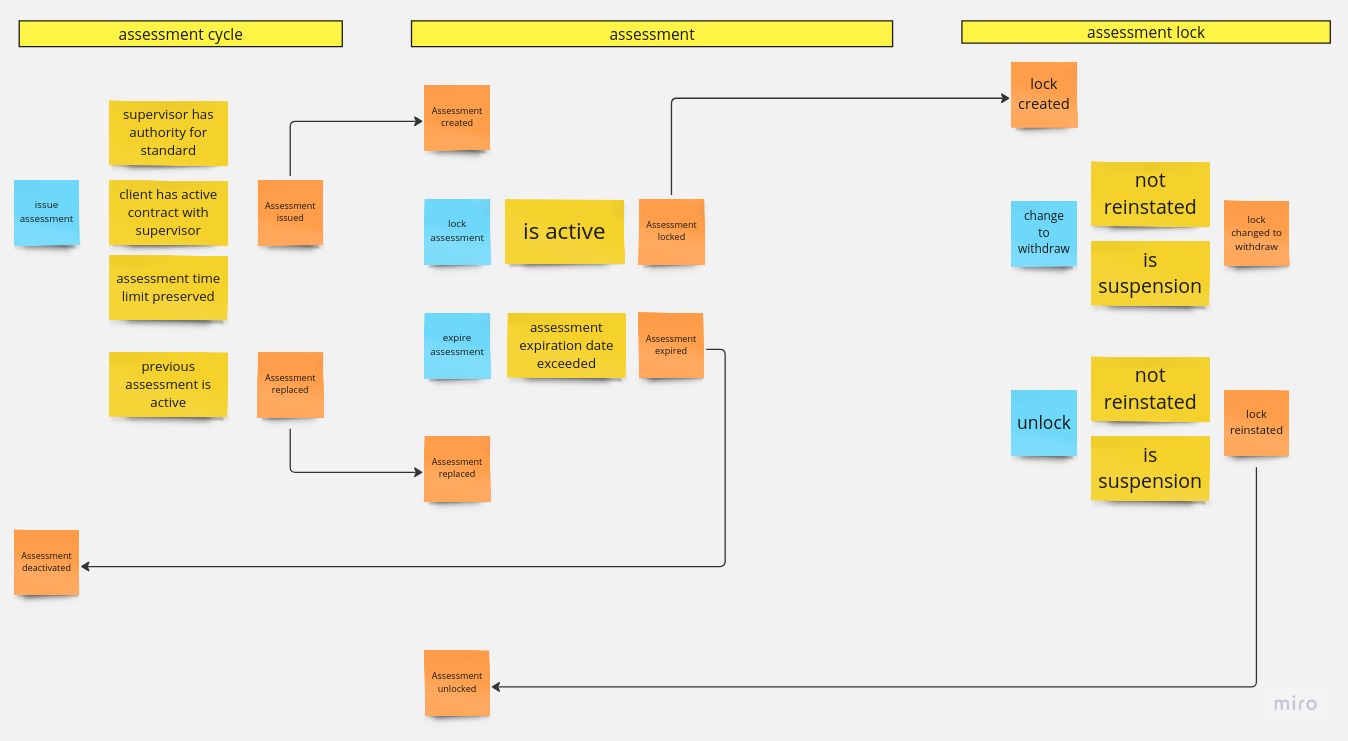 assessment cycle
assessment
assessment lock
supervisor has
authority for
standard
issue
assessment
client has active
contract with
supervisor
Assessment
issued
assessment time
limit preserved
previous
assessment is
active
Assessment
replaced
Assessment
deactivated
Assessment
created
lock
assessment
is active
Assessment
locked
expire
assessment
assessment
expiration date
exceeded
Assessment
expired
Assessment
replaced
Assessment
unlocked
lock
created
change
to
withdraw
not
reinstated
is
suspension
lock
changed to
withdraw
unlock
not
reinstated
is
suspension
lock
reinstated
miro